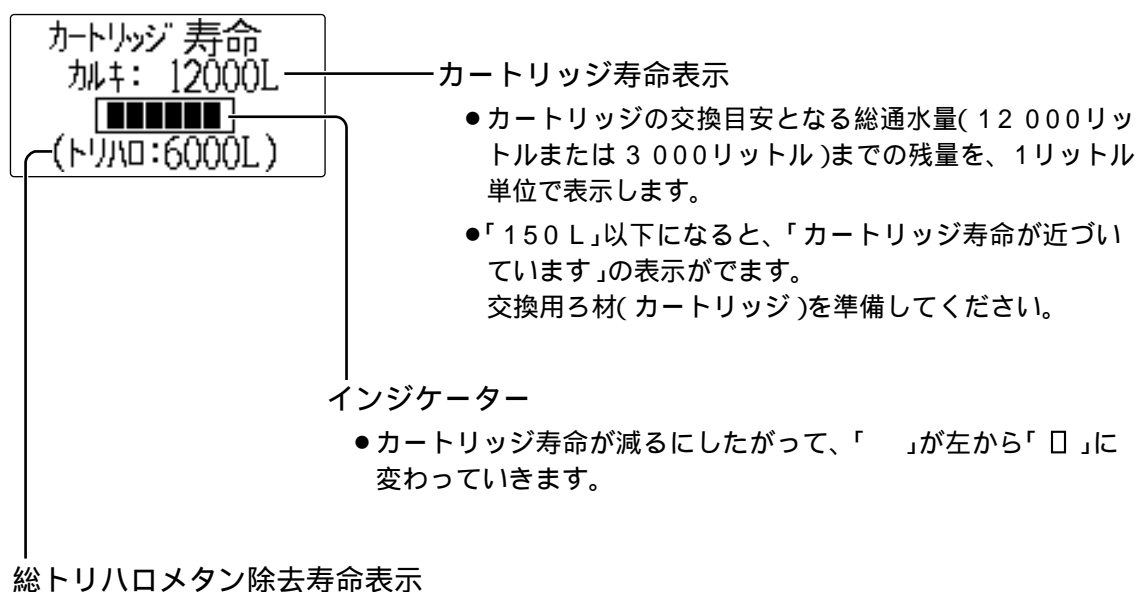 カートリッジ 寿命
カルキ: 12000L
(トリハロ:6000L)
カートリッジ寿命表示
●カートリッジの交換目安となる総通水量(12 000リッ
トルまたは 3 000リットル)までの残量を、1リットル
単位で表示します。
●「150 L」以下になると、「カートリッジ寿命が近づい
ています」の表示がでます。
交換用ろ材(カートリッジ)を準備してください。
インジケーター
●カートリッジ寿命が減るにしたがって、「　」が左から「▯」に
変わっていきます。
総トリハロメタン除去寿命表示